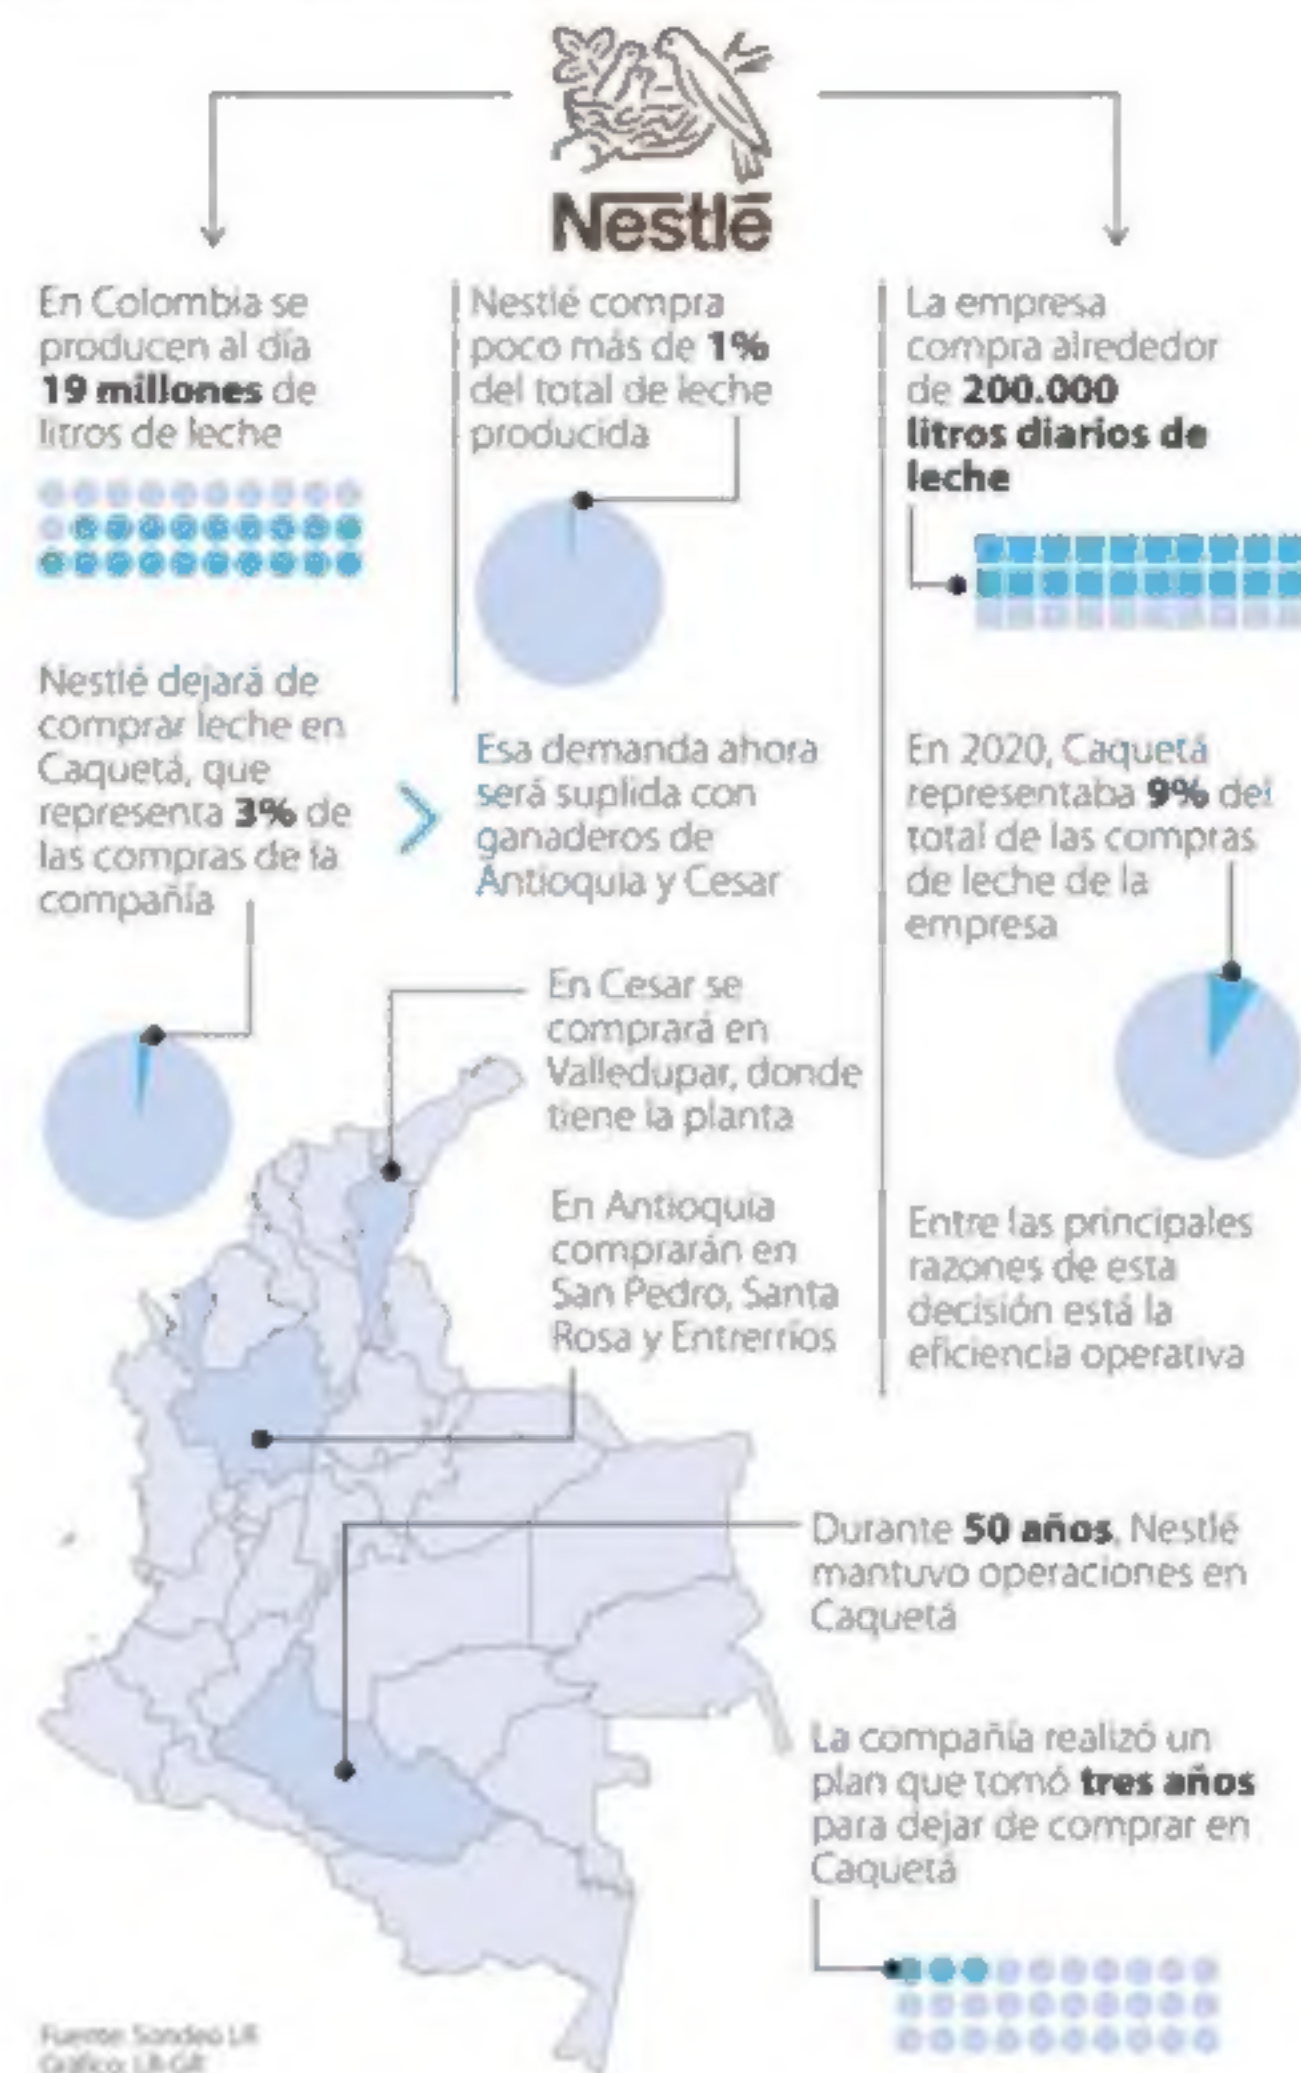 Nestlé
En Colombia se
producen al día
19 millones de
litros de leche
Nestlé compra
poco más de 1%
del total de leche
producida
La empresa
compra alrededor
de 200.000
litros diarios de
leche
Nestlé dejará de
comprar leche en
Caquetá, que
representa 3% de
las compras de la
compañía
Esa demanda ahora
será suplida con
ganaderos de
Antioquia y Cesar
En 2020, Caquetá
representaba 9% del
total de las compras
de leche de la
empresa
En Cesar se
comprará en
Valledupar, donde
tiene la planta
En Antioquia
comprarán en
San Pedro, Santa
Rosa y Entrerríos
Entre las principales
razones de esta
decisión está la
eficiencia operativa
Durante 50 años, Nestlé
mantuvo operaciones en
Caquetá
La compañía realizó un
plan que tomó tres años
para dejar de comprar en
Caquetá
Fuente: Sondeo LR
Gráfico: LR-GR